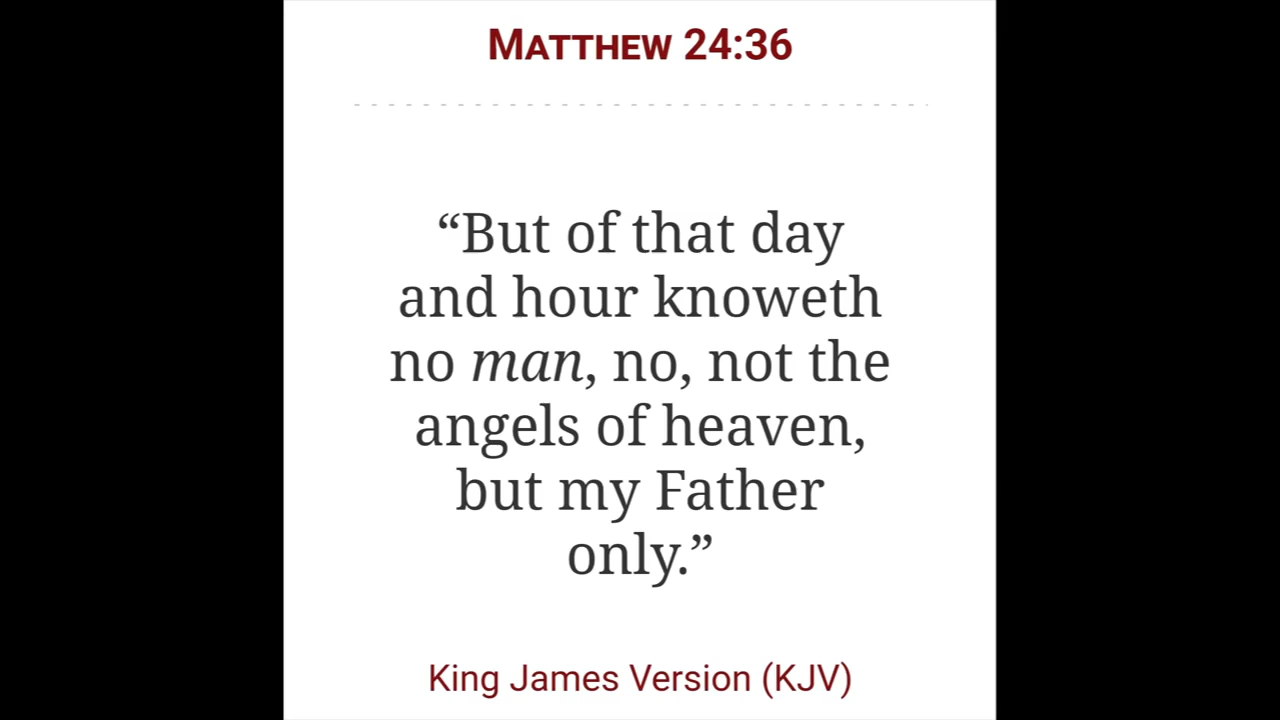 MATTHEW 24:36
“But of that day
and hour knoweth
no man, no, not the
angels of heaven,
but my Father
only.”
King James Version (KJV)